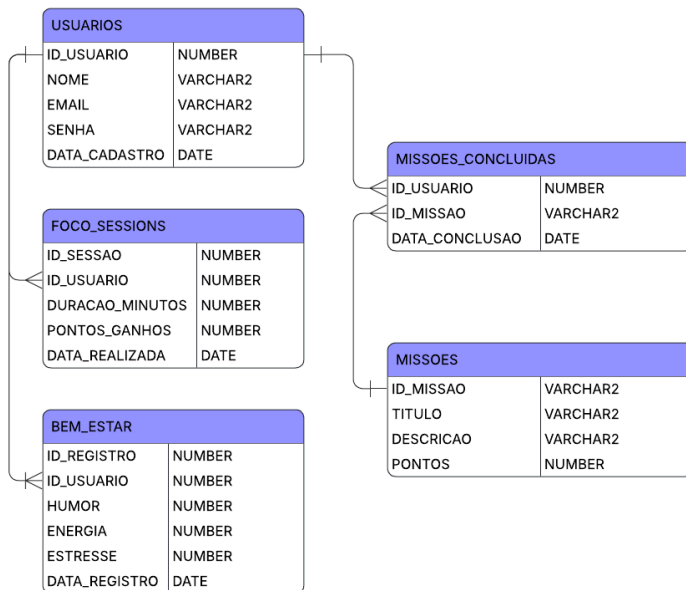 USUARIOS
ID_USUARIO NUMBER
NOME VARCHAR2
EMAIL VARCHAR2
SENHA VARCHAR2
DATA_CADASTRO DATE
FOCO_SESSIONS
ID_SESSAO NUMBER
ID_USUARIO NUMBER
DURACAO_MINUTOS NUMBER
PONTOS_GANHOS NUMBER
DATA_REALIZADA DATE
BEM_ESTAR
ID_REGISTRO NUMBER
ID_USUARIO NUMBER
HUMOR NUMBER
ENERGIA NUMBER
ESTRESSE NUMBER
DATA_REGISTRO DATE
MISSOES_CONCLUIDAS
ID_USUARIO NUMBER
ID_MISSAO VARCHAR2
DATA_CONCLUSAO DATE
MISSOES
ID_MISSAO VARCHAR2
TITULO VARCHAR2
DESCRICAO VARCHAR2
PONTOS NUMBER